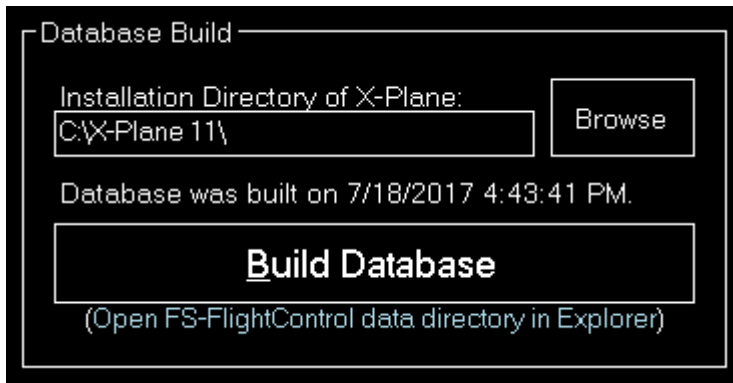 Database Build
Installation Directory of X-Plane:
C:\X-Plane 11\
Browse
Database was built on 7/18/2017 4:43:41 PM.
Build Database
(Open FS-FlightControl data directory in Explorer)